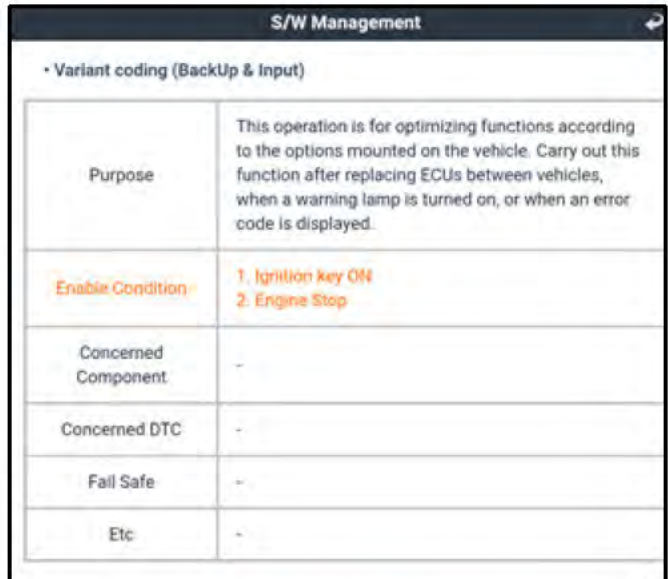 S/W Management
• Variant coding (BackUp & Input)
Purpose
This operation is for optimizing functions according
to the options mounted on the vehicle. Carry out this
function after replacing ECUs between vehicles,
when a warning lamp is turned on, or when an error
code is displayed.
Enable Condition
1. Ignition key ON
2. Engine Stop
Concerned
Component
-
Concerned DTC
-
Fail Safe
-
Etc
-